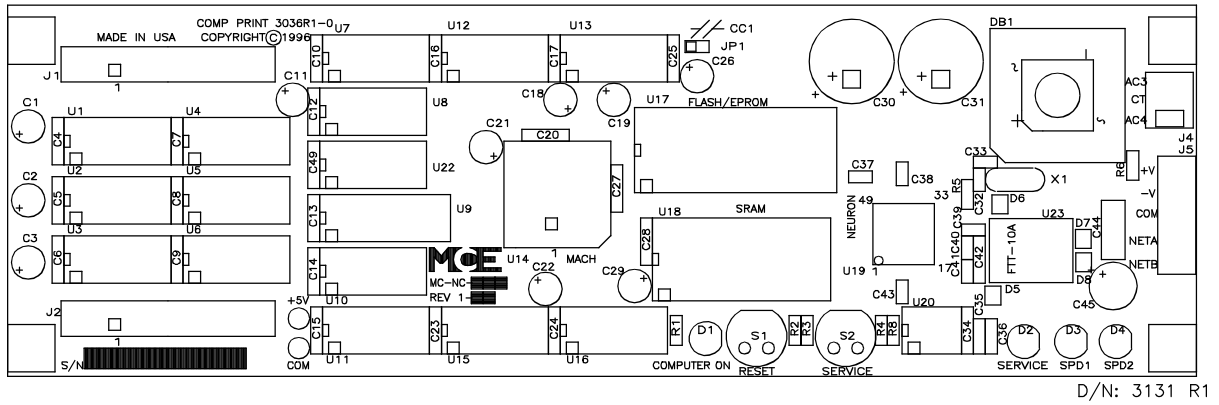 COMP PRINT 3036R1-0
MADE IN USA COPYRIGHT©1996
U7 U12 U13
CC1
JP1
DB1
J1
1
C10 C16 C17 C25 C26
C11 C12 U8 C18 C19
U17 FLASH/EPROM
C30 C31
AC3
CT
AC4
J4
J5
C1
U1 U4
C4 C7
U2 U5
C49 U22
C21 C20
C27
C37 C38
C33
R5 C32
X1
R6
+V
-V
COM
NETA
NETB
C2
C5 C8
U3 U6
C13 U9
U18 SRAM
C28
NEURON
49 33
U19 1 17
C39
C40
C41
C42
D6
U23
FTT-10A
D7
D8
C44
C3
C6 C9
C14
MCE
MC-NC-
REV 1-
U14 1 MACH
C22 C29
C43
C35
D5
C45
J2
1
+5V
COM
U10
C15 C23 C24
U11 U15 U16
R1
D1
COMPUTER ON
S1
RESET
R2
R3
S2
SERVICE
R4
R8
U20
C34
C36
D2
SERVICE
D3
SPD1
D4
SPD2
S/N
D/N: 3131 R1